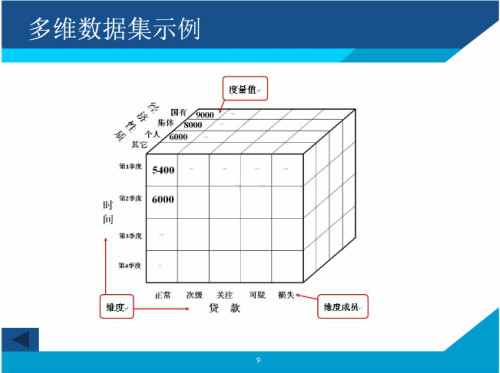 多维数据集示例
度量值
经济性质
国有 9000
集体 8000
个人 6000
其它
第1季度 5400
第2季度 6000
第3季度
第4季度
时间
正常 次级 关注 可疑 损失
贷 款
维度
维度成员
9